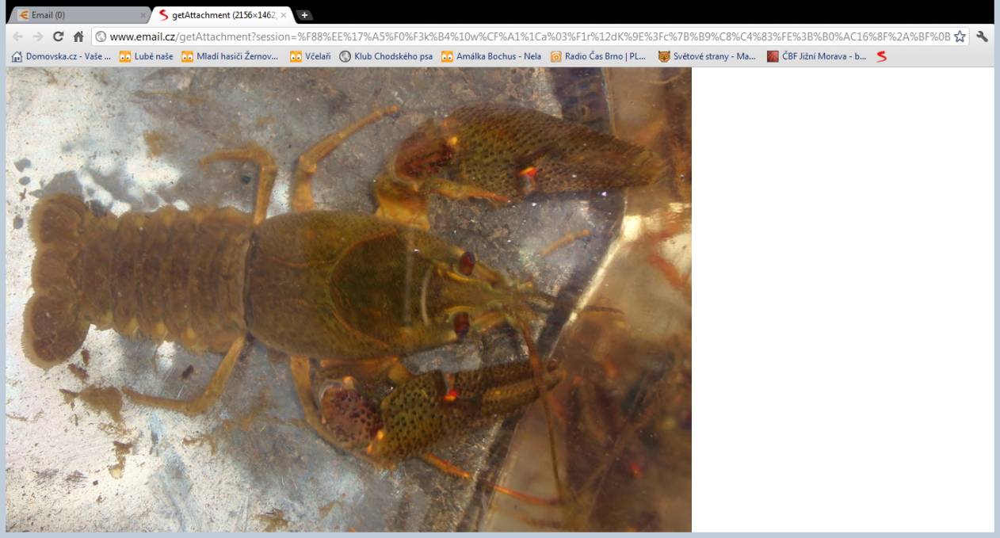 Email (0)
getAttachment (2156×1462)
www.email.cz/getAttachment?session=%F88%EE%17%A5%F0%F3k%B4%10w%CF%A1%1Ca%03%F1r%12dK%9E%3Fc%7B%B9%C8%C4%83%FE%3B%B0%AC16%8F%2A%BF%0B
Domovska.cz - Vaše ... Lubě naše Mladí hasiči Žernov... Včelaři Klub Chodského psa Amálka Bochus - Nela Radio Čas Brno | PL... Světové strany - Ma... ČBF Jižní Morava - b...